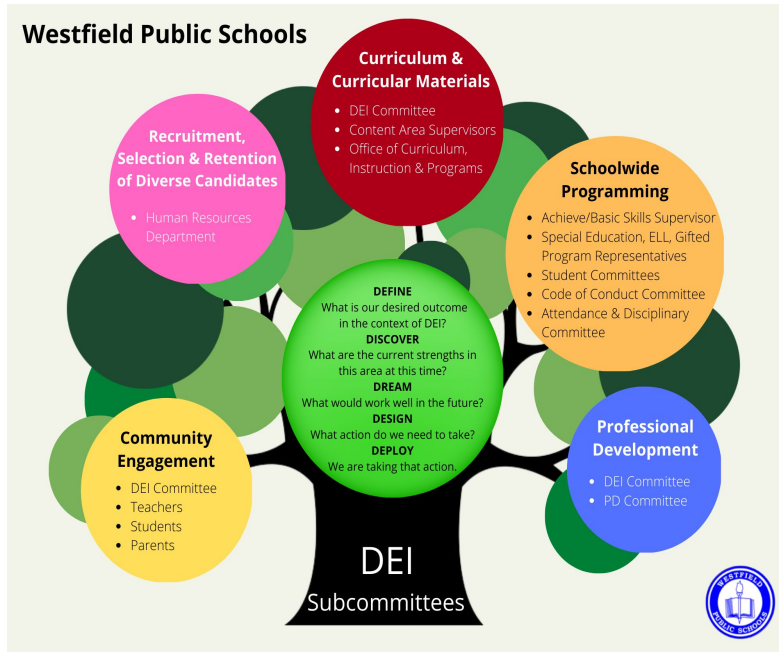 Westfield Public Schools
Curriculum &
Curricular Materials
• DEI Committee
• Content Area Supervisors
• Office of Curriculum,
Instruction & Programs
Recruitment,
Selection & Retention
of Diverse Candidates
• Human Resources
Department
Schoolwide
Programming
• Achieve/Basic Skills Supervisor
• Special Education, ELL, Gifted
Program Representatives
• Student Committees
• Code of Conduct Committee
• Attendance & Disciplinary
Committee
DEFINE
What is our desired outcome
in the context of DEI?
DISCOVER
What are the current strengths in
this area at this time?
DREAM
What would work well in the future?
DESIGN
What action do we need to take?
DEPLOY
We are taking that action.
Community
Engagement
• DEI Committee
• Teachers
• Students
• Parents
Professional
Development
• DEI Committee
• PD Committee
DEI
Subcommittees
WESTFIELD
PUBLIC SCHOOLS